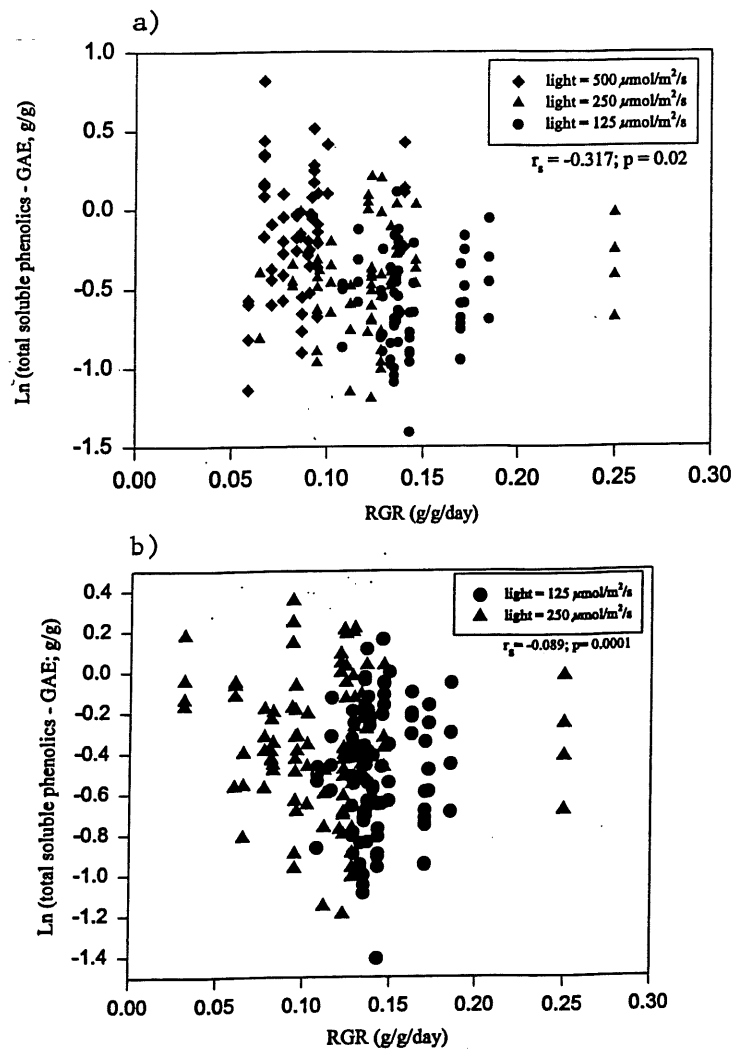 a)
1.0
0.5
0.0
-0.5
-1.0
-1.5
Ln (total soluble phenolics - GAE, g/g)
light = 500 µmol/m²/s
light = 250 µmol/m²/s
light = 125 µmol/m²/s
rₛ = -0.317; p = 0.02
0.00 0.05 0.10 0.15 0.20 0.25 0.30
RGR (g/g/day)
b)
0.4
0.2
0.0
-0.2
-0.4
-0.6
-0.8
-1.0
-1.2
-1.4
Ln (total soluble phenolics - GAE; g/g)
light = 125 µmol/m²/s
light = 250 µmol/m²/s
rₛ= -0.089; p= 0.0001
0.00 0.05 0.10 0.15 0.20 0.25 0.30
RGR (g/g/day)